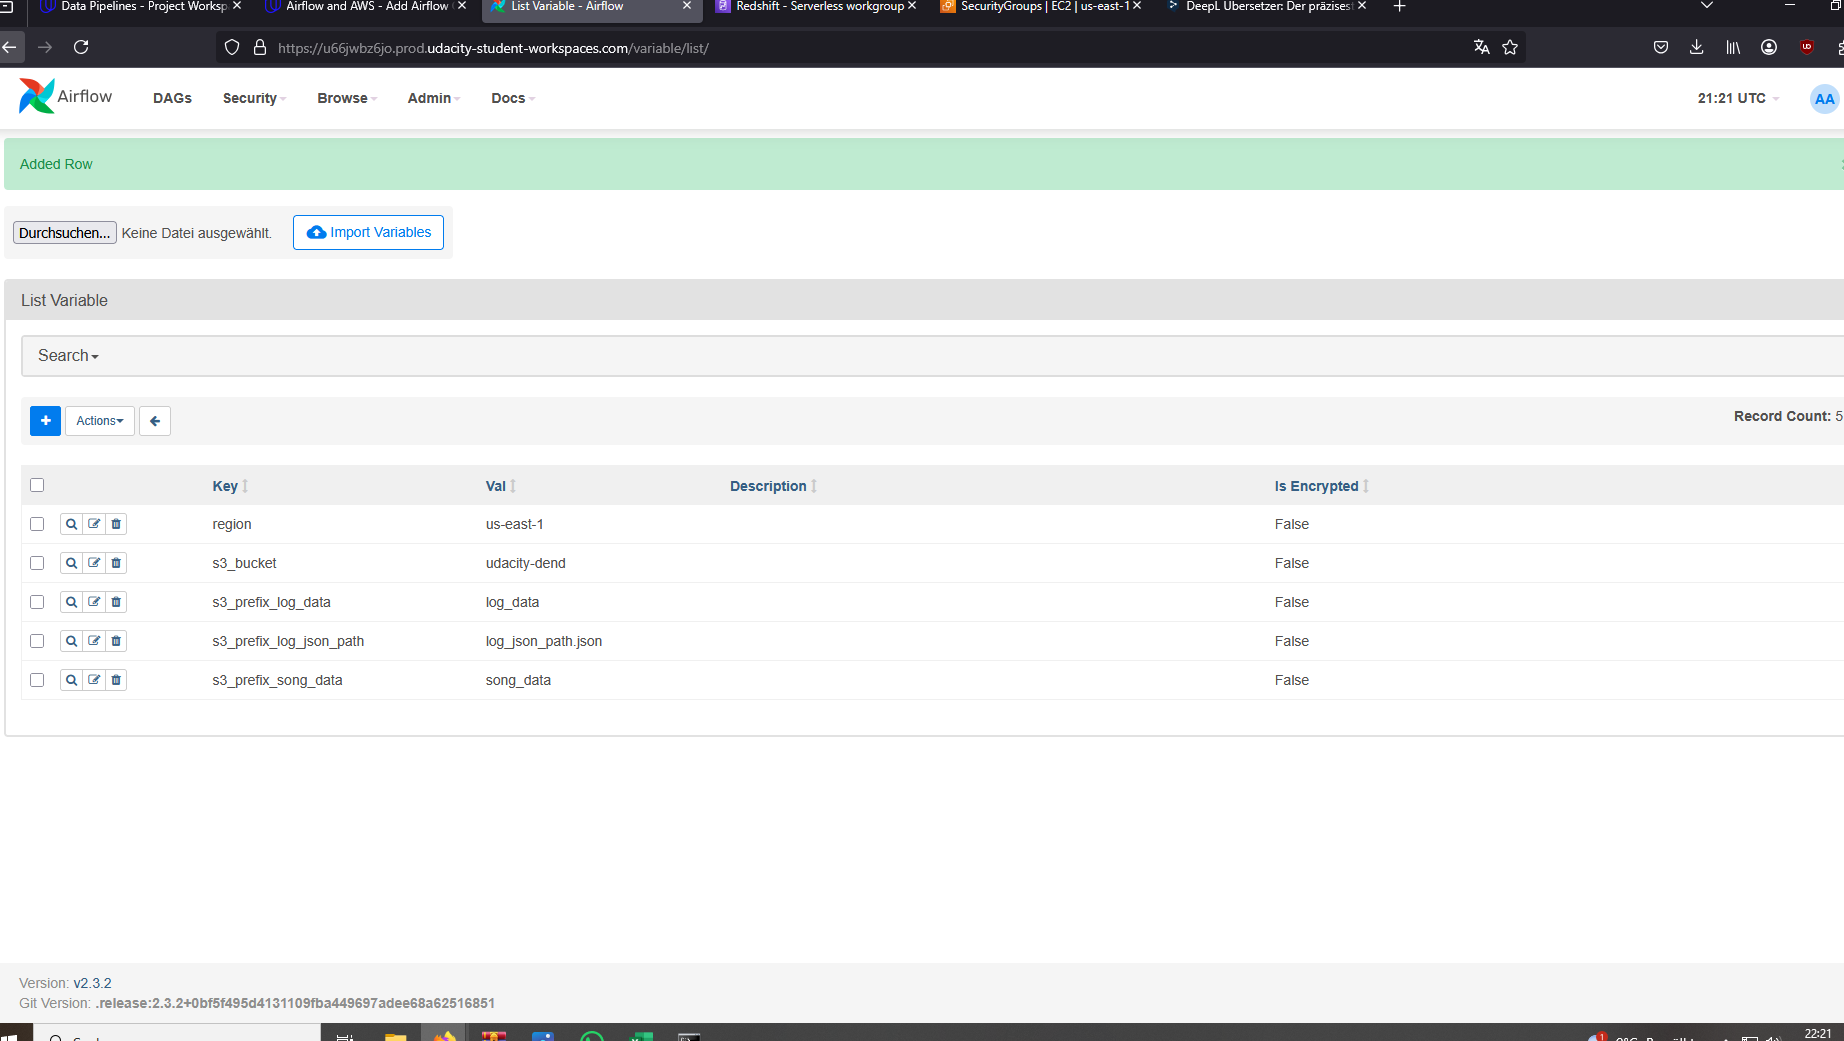 Data Pipelines - Project Worksp
Airflow and AWS - Add Airflow
List Variable - Airflow
Redshift - Serverless workgroup
SecurityGroups | EC2 | us-east-1
DeepL Übersetzer: Der präzises
https://u66jwbz6jo.prod.udacity-student-workspaces.com/variable/list/
Airflow DAGs Security Browse Admin Docs 21:21 UTC AA
Added Row
Durchsuchen... Keine Datei ausgewählt. Import Variables
List Variable
Search
Actions Record Count: 5
Key Val Description Is Encrypted
region us-east-1 False
s3_bucket udacity-dend False
s3_prefix_log_data log_data False
s3_prefix_log_json_path log_json_path.json False
s3_prefix_song_data song_data False
Version: v2.3.2
Git Version: .release:2.3.2+0bf5f495d4131109fba449697adee68a62516851
22:21